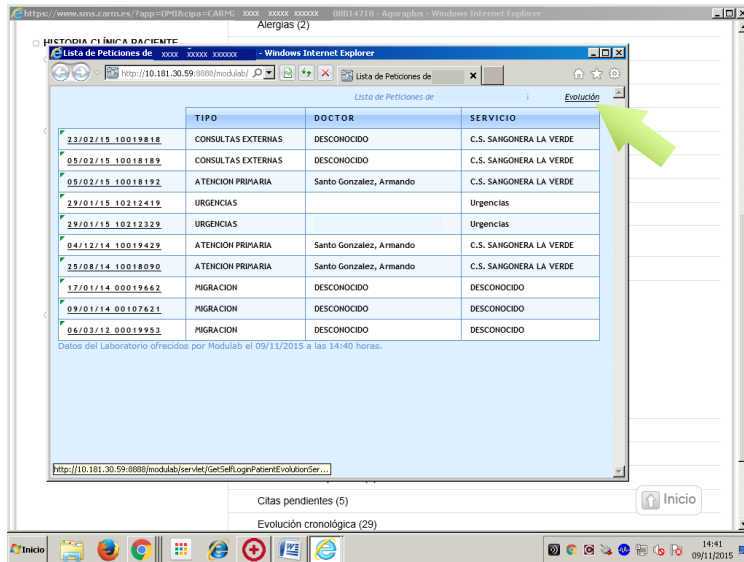 https://www.sms.carm.es/?app=OMI&cipa=CARM: xxxx xxxxx xxxxxx 00014710 - Agoraplus - Windows Internet Explorer
Alergias (2)
HISTORIA CLÍNICA PACIENTE
Lista de Peticiones de xxxx xxxxx xxxxxx - Windows Internet Explorer
http://10.181.30.59:8888/modulab/
Lista de Peticiones de
Lista de Peticiones de
Evolución
TIPO DOCTOR SERVICIO
23/02/15 10019818 CONSULTAS EXTERNAS DESCONOCIDO C.S. SANGONERA LA VERDE
05/02/15 10018189 CONSULTAS EXTERNAS DESCONOCIDO C.S. SANGONERA LA VERDE
05/02/15 10018192 ATENCION PRIMARIA Santo Gonzalez, Armando C.S. SANGONERA LA VERDE
29/01/15 10212419 URGENCIAS Urgencias
29/01/15 10212329 URGENCIAS Urgencias
04/12/14 10019429 ATENCION PRIMARIA Santo Gonzalez, Armando C.S. SANGONERA LA VERDE
25/08/14 10018090 ATENCION PRIMARIA Santo Gonzalez, Armando C.S. SANGONERA LA VERDE
17/01/14 00019662 MIGRACION DESCONOCIDO DESCONOCIDO
09/01/14 00107621 MIGRACION DESCONOCIDO DESCONOCIDO
06/03/12 00019953 MIGRACION DESCONOCIDO DESCONOCIDO
Datos del Laboratorio ofrecidos por Modulab el 09/11/2015 a las 14:40 horas.
http://10.181.30.59:8888/modulab/servlet/GetSelfLoginPatientEvolutionSer...
Citas pendientes (5)
Inicio
Evolución cronológica (29)
Inicio
14:41
09/11/2015